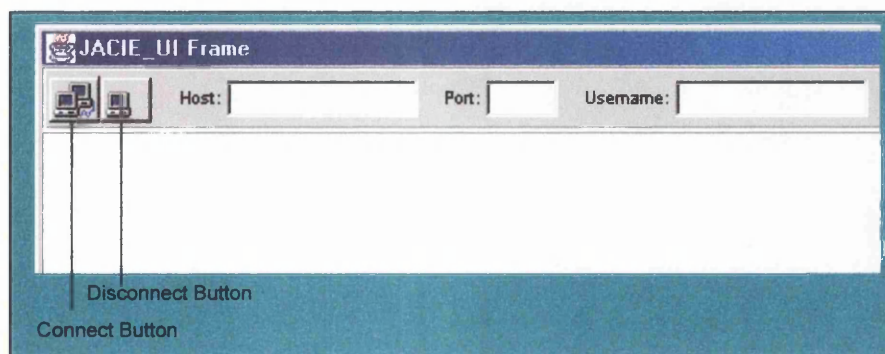 JACIE_UI Frame
Host: Port: Username:
Disconnect Button
Connect Button